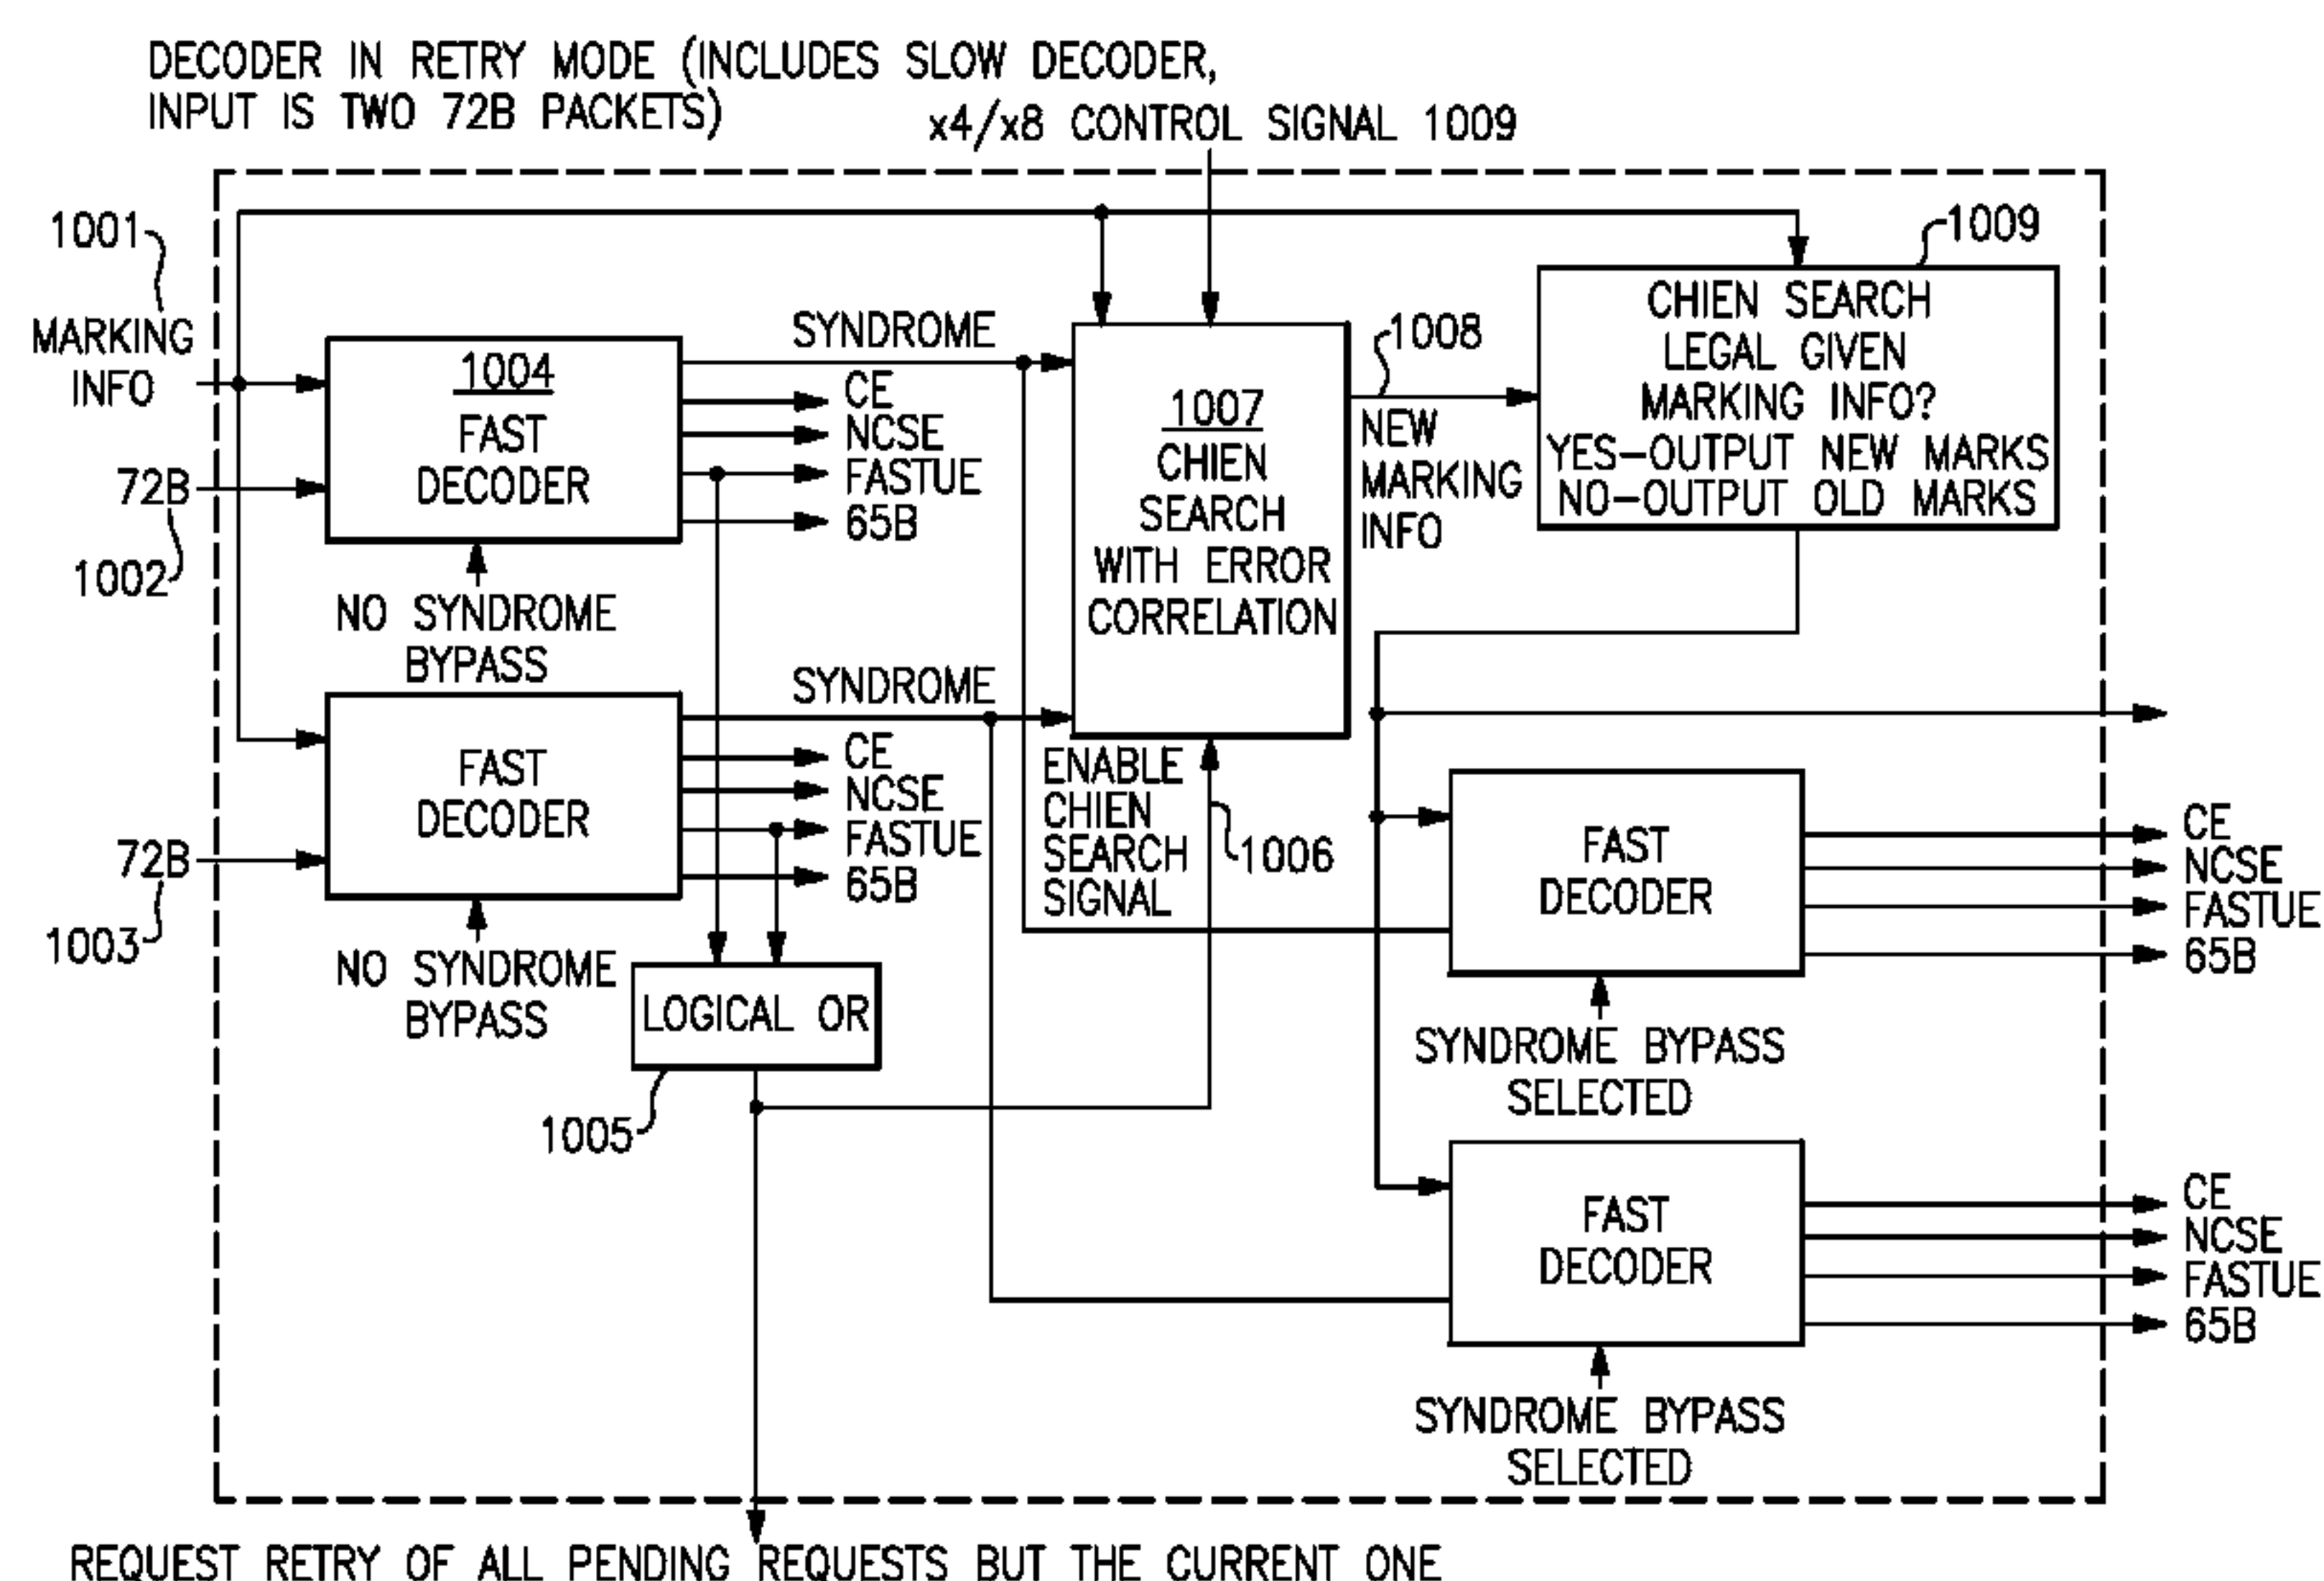 DECODER IN RETRY MODE (INCLUDES SLOW DECODER,
INPUT IS TWO 72B PACKETS)
x4/x8 CONTROL SIGNAL 1009
1001
MARKING
INFO
72B
1002
1004
FAST
DECODER
NO SYNDROME
BYPASS
SYNDROME
CE
NCSE
FASTUE
65B
72B
1003
FAST
DECODER
NO SYNDROME
BYPASS
SYNDROME
CE
NCSE
FASTUE
65B
LOGICAL OR
1005
1007
CHIEN
SEARCH
WITH ERROR
CORRELATION
ENABLE
CHIEN
SEARCH
SIGNAL
1006
1008
NEW
MARKING
INFO
1009
CHIEN SEARCH
LEGAL GIVEN
MARKING INFO?
YES-OUTPUT NEW MARKS
NO-OUTPUT OLD MARKS
FAST
DECODER
SYNDROME BYPASS
SELECTED
CE
NCSE
FASTUE
65B
FAST
DECODER
SYNDROME BYPASS
SELECTED
CE
NCSE
FASTUE
65B
REQUEST RETRY OF ALL PENDING REQUESTS BUT THE CURRENT ONE